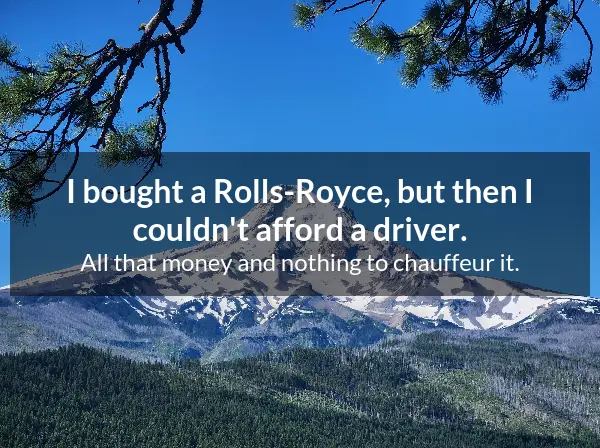 I bought a Rolls-Royce, but then I
couldn't afford a driver.
All that money and nothing to chauffeur it.